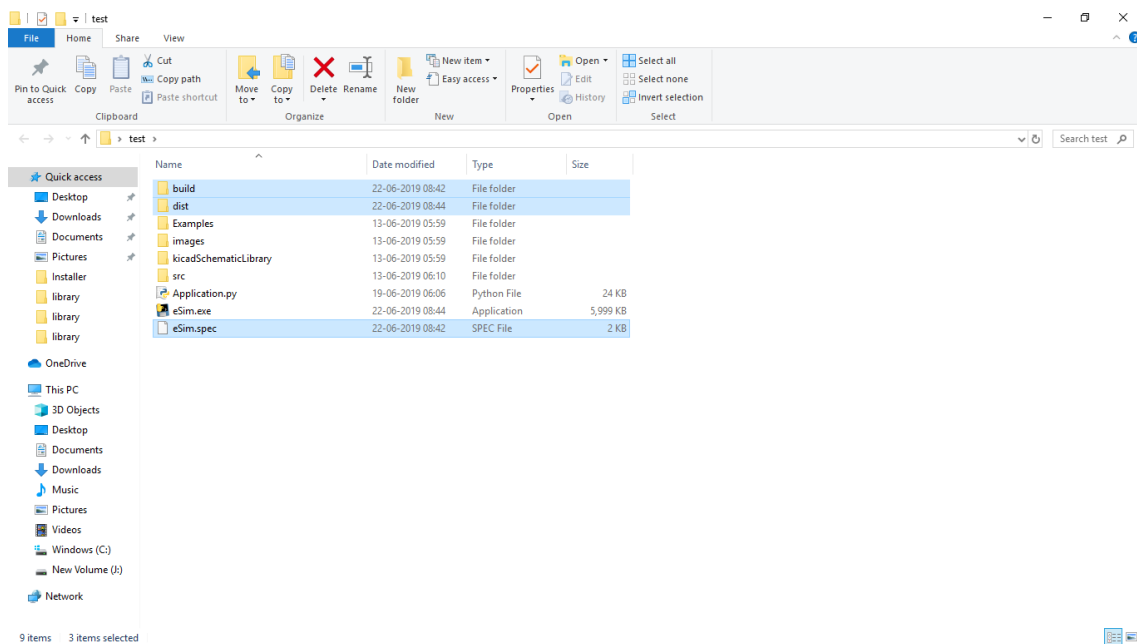 test
File Home Share View
Pin to Quick access
Copy
Paste
Cut
Copy path
Paste shortcut
Clipboard
Move to
Copy to
Delete
Rename
Organize
New folder
New item
Easy access
New
Properties
Open
Edit
History
Open
Select all
Select none
Invert selection
Select
test
Search test
Quick access
Desktop
Downloads
Documents
Pictures
Installer
library
library
library
OneDrive
This PC
3D Objects
Desktop
Documents
Downloads
Music
Pictures
Videos
Windows (C:)
New Volume (J:)
Network
Name Date modified Type Size
build 22-06-2019 08:42 File folder
dist 22-06-2019 08:44 File folder
Examples 13-06-2019 05:59 File folder
images 13-06-2019 05:59 File folder
kicadSchematicLibrary 13-06-2019 05:59 File folder
src 13-06-2019 06:10 File folder
Application.py 19-06-2019 06:06 Python File 24 KB
eSim.exe 22-06-2019 08:44 Application 5,999 KB
eSim.spec 22-06-2019 08:42 SPEC File 2 KB
9 items 3 items selected